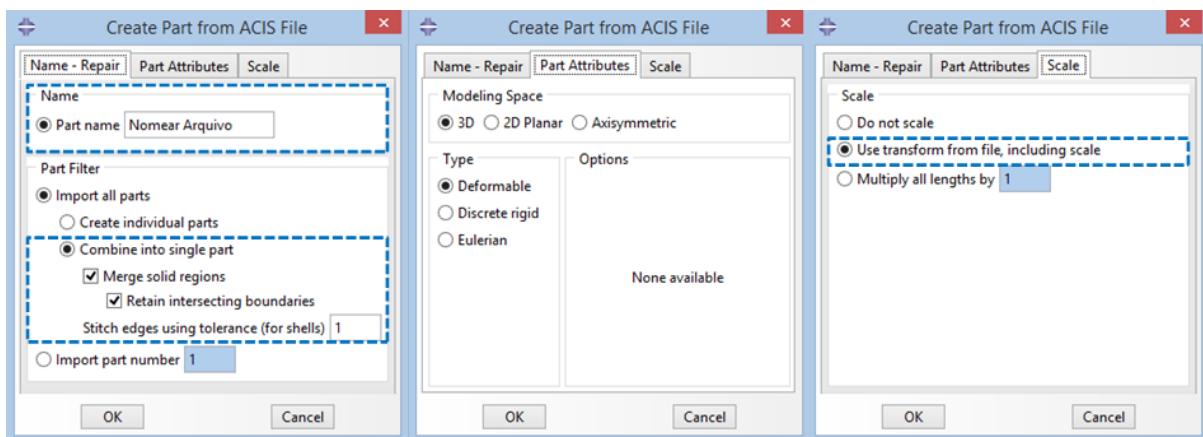 Create Part from ACIS File
Name - Repair Part Attributes Scale
Name
Part name Nomear Arquivo
Part Filter
Import all parts
Create individual parts
Combine into single part
Merge solid regions
Retain intersecting boundaries
Stitch edges using tolerance (for shells) 1
Import part number 1
OK Cancel
Create Part from ACIS File
Name - Repair Part Attributes Scale
Modeling Space
3D 2D Planar Axisymmetric
Type Options
Deformable
Discrete rigid
Eulerian
None available
OK Cancel
Create Part from ACIS File
Name - Repair Part Attributes Scale
Scale
Do not scale
Use transform from file, including scale
Multiply all lengths by 1
OK Cancel